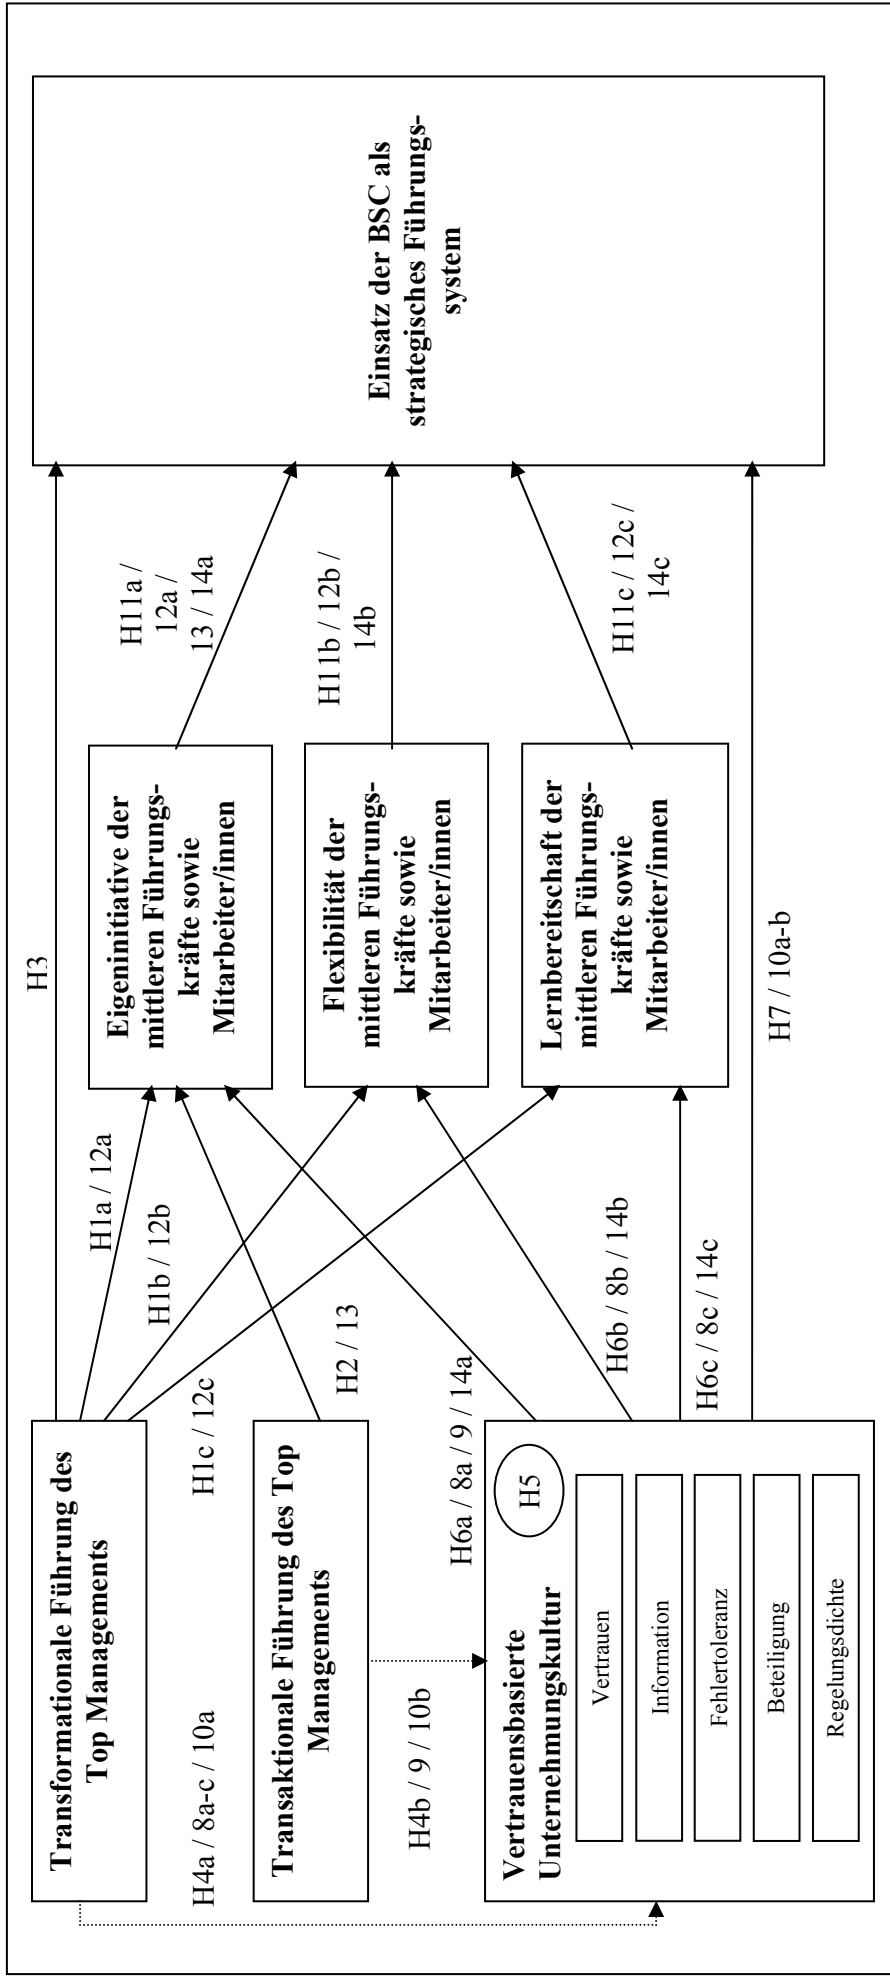 H3
Transformationale Führung des
Top Managements
H1a / 12a
H1b / 12b
H1c / 12c
H4a / 8a-c / 10a
Transaktionale Führung des Top
Managements
H2 / 13
H4b / 9 / 10b
H6a / 8a / 9 / 14a
H6b / 8b / 14b
H6c / 8c / 14c
Vertrauensbasierte
Unternehmungskultur
H5
Vertrauen
Information
Fehlertoleranz
Beteiligung
Regelungsdichte
Eigeninitiative der
mittleren Führungs-
kräfte sowie
Mitarbeiter/innen
Flexibilität der
mittleren Führungs-
kräfte sowie
Mitarbeiter/innen
Lernbereitschaft der
mittleren Führungs-
kräfte sowie
Mitarbeiter/innen
H7 / 10a-b
H11a /
12a /
13 / 14a
H11b / 12b /
14b
H11c / 12c /
14c
Einsatz der BSC als
strategisches Führungs-
system